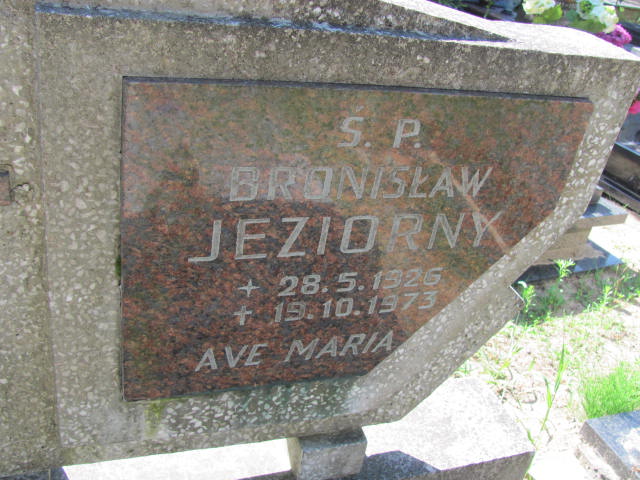 Ś. P.
BRONISŁAW
JEZIORNY
+ 28.5.1926
+ 19.10.1973
AVE MARIA